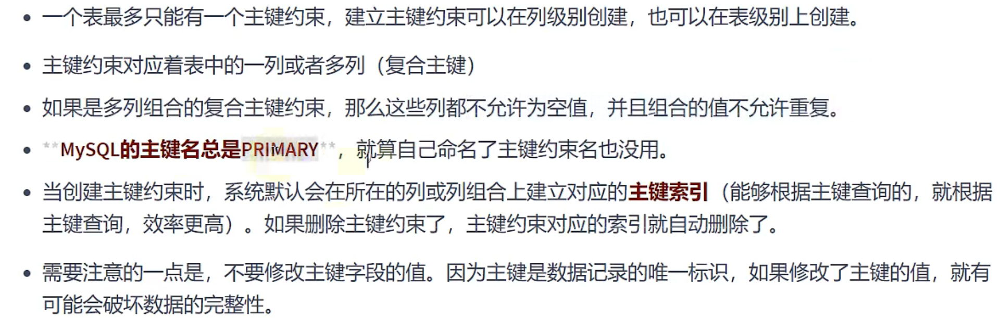 • 一个表最多只能有一个主键约束，建立主键约束可以在列级别创建，也可以在表级别上创建。
• 主键约束对应着表中的一列或者多列（复合主键）
• 如果是多列组合的复合主键约束，那么这些列都不允许为空值，并且组合的值不允许重复。
• **MySQL的主键名总是PRIMARY**，就算自己命名了主键约束名也没用。
• 当创建主键约束时，系统默认会在所在的列或列组合上建立对应的主键索引（能够根据主键查询的，就根据
主键查询，效率更高）。如果删除主键约束了，主键约束对应的索引就自动删除了。
• 需要注意的一点是，不要修改主键字段的值。因为主键是数据记录的唯一标识，如果修改了主键的值，就有
可能会破坏数据的完整性。